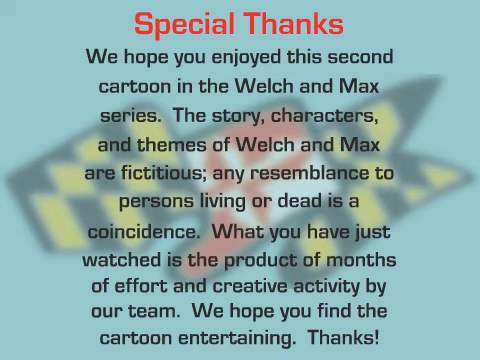 Special Thanks
We hope you enjoyed this second
cartoon in the Welch and Max
series. The story, characters,
and themes of Welch and Max
are fictitious; any resemblance to
persons living or dead is a
coincidence. What you have just
watched is the product of months
of effort and creative activity by
our team. We hope you find the
cartoon entertaining. Thanks!